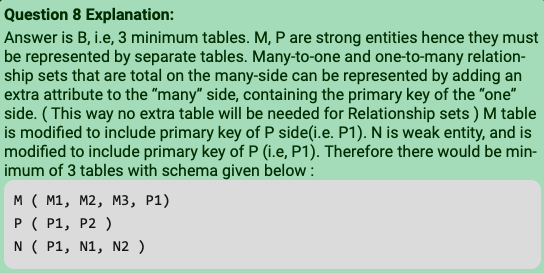 Question 8 Explanation:
Answer is B, i.e, 3 minimum tables. M, P are strong entities hence they must
be represented by separate tables. Many-to-one and one-to-many relation-
ship sets that are total on the many-side can be represented by adding an
extra attribute to the “many” side, containing the primary key of the “one”
side. ( This way no extra table will be needed for Relationship sets ) M table
is modified to include primary key of P side(i.e. P1). N is weak entity, and is
modified to include primary key of P (i.e, P1). Therefore there would be min-
imum of 3 tables with schema given below :
M ( M1, M2, M3, P1)
P ( P1, P2 )
N ( P1, N1, N2 )